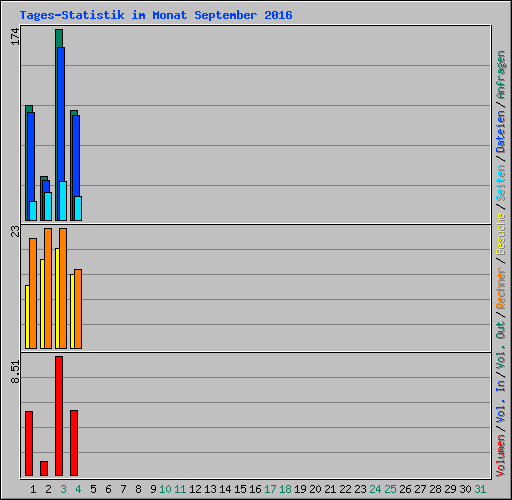 Tages-Statistik im Monat September 2016
174
23
8.51
Volumen / Vol. In / Vol. Out / Rechner / Besuche / Seiten / Dateien / Anfragen
1 2 3 4 5 6 7 8 9 10 11 12 13 14 15 16 17 18 19 20 21 22 23 24 25 26 27 28 29 30 31